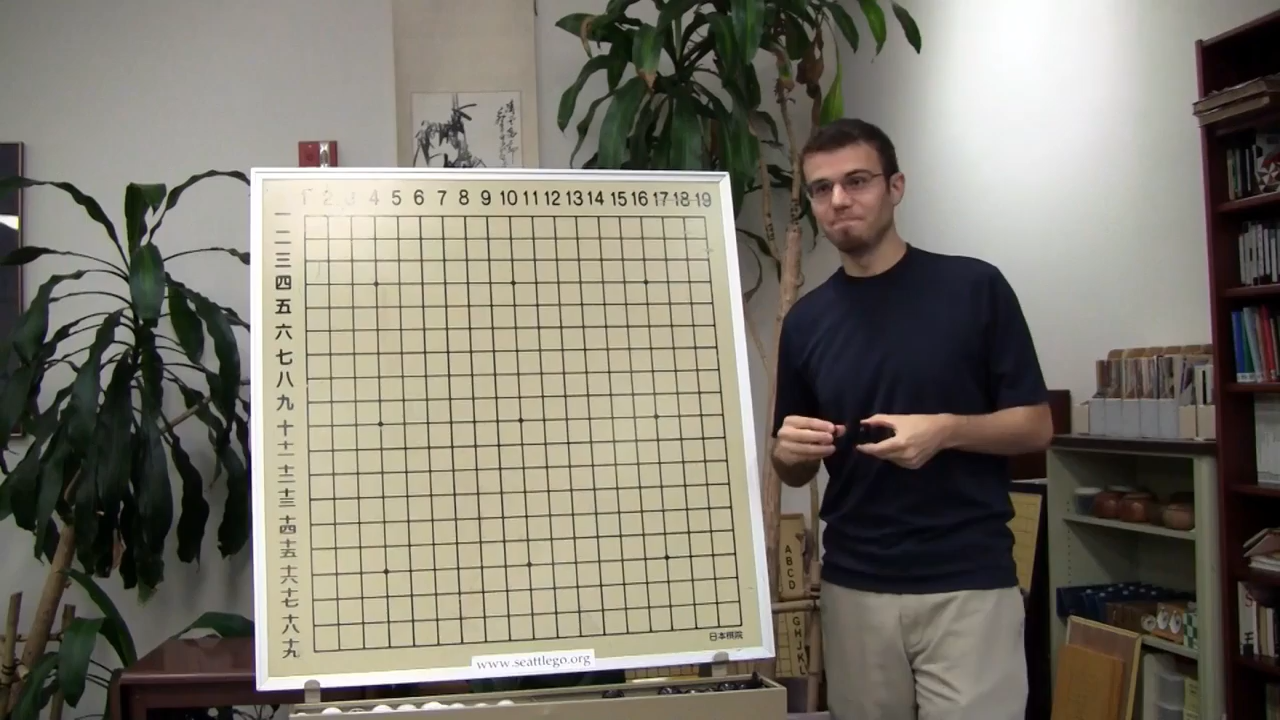 1 2 3 4 5 6 7 8 9 10 11 12 13 14 15 16 17 18 19
一
二
三
四
五
六
七
八
九
十
十一
十二
十三
十四
十五
十六
十七
十八
十九
日本棋院
www.seattlego.org
A
B
C
D
G
H
J
K